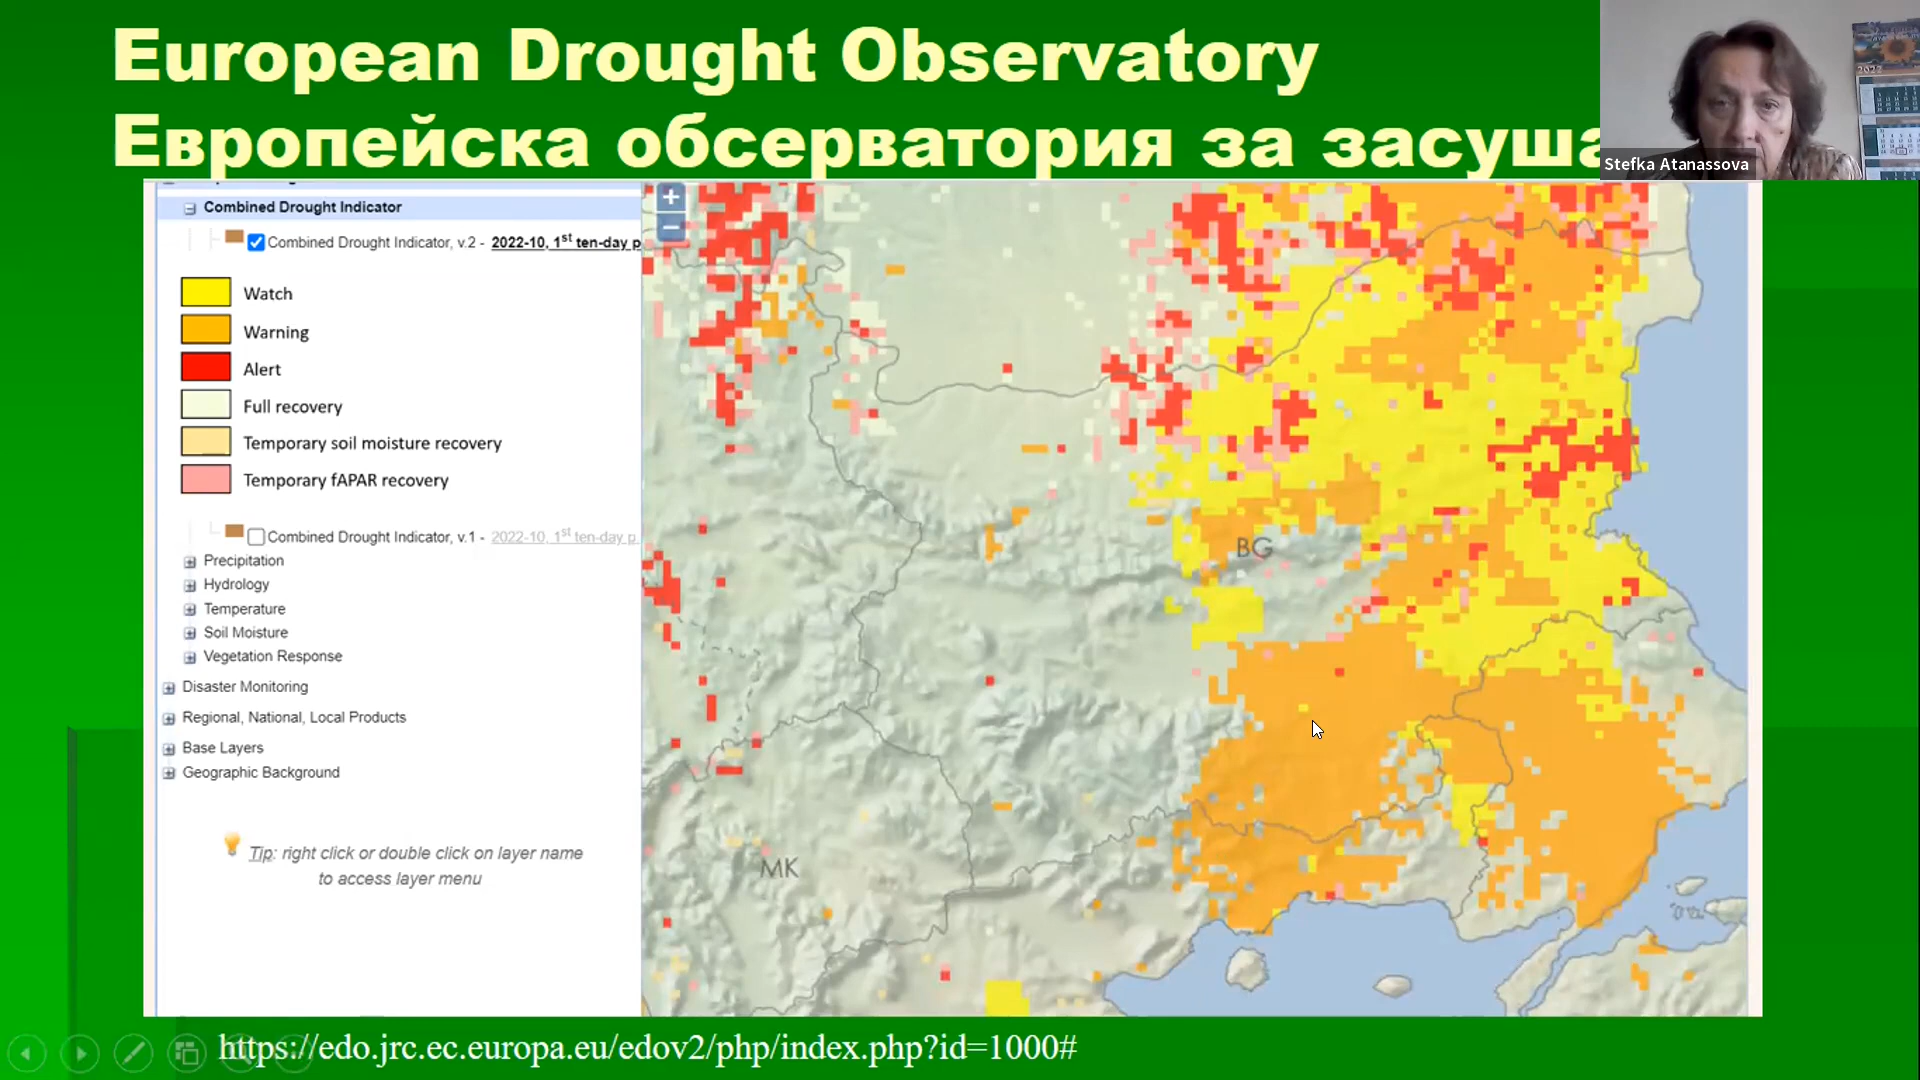 European Drought Observatory
Европейска обсерватория за засуша
Stefka Atanassova
2022
Combined Drought Indicator
Combined Drought Indicator, v.2 - 2022-10, 1st ten-day p
Watch
Warning
Alert
Full recovery
Temporary soil moisture recovery
Temporary fAPAR recovery
Combined Drought Indicator, v.1 - 2022-10, 1st ten-day p
Precipitation
Hydrology
Temperature
Soil Moisture
Vegetation Response
Disaster Monitoring
Regional, National, Local Products
Base Layers
Geographic Background
Tip: right click or double click on layer name
to access layer menu
BG
MK
https://edo.jrc.ec.europa.eu/edov2/php/index.php?id=1000#